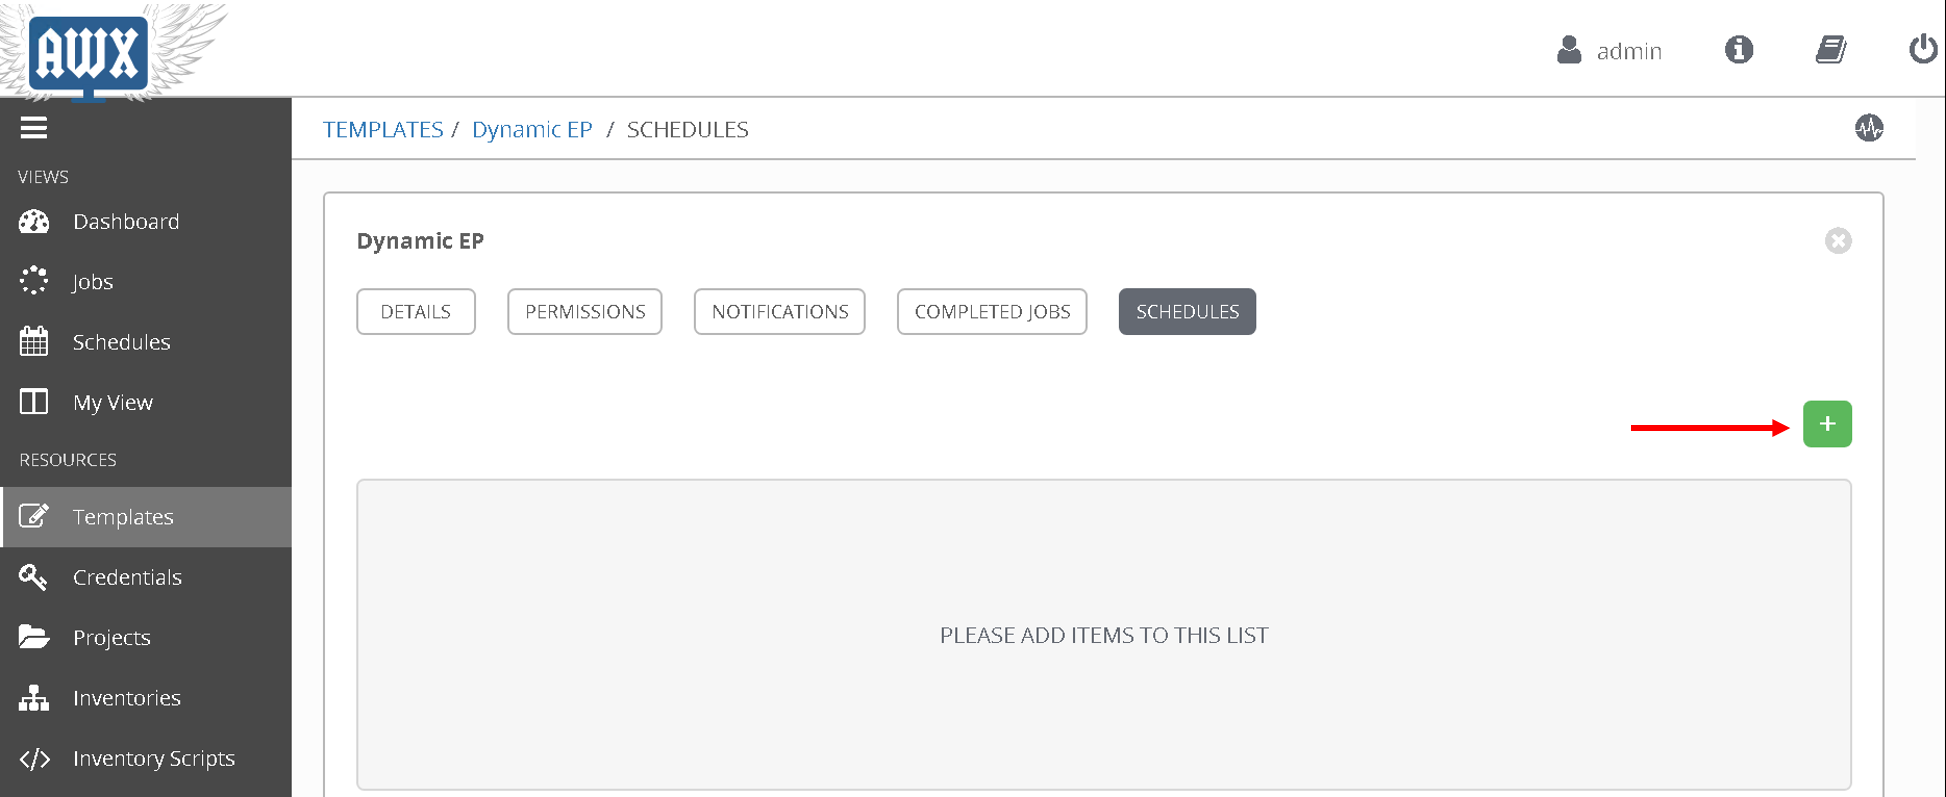 AWX
admin
TEMPLATES / Dynamic EP / SCHEDULES
VIEWS
Dashboard
Jobs
Schedules
My View
RESOURCES
Templates
Credentials
Projects
Inventories
Inventory Scripts
Dynamic EP
DETAILS PERMISSIONS NOTIFICATIONS COMPLETED JOBS SCHEDULES
+
PLEASE ADD ITEMS TO THIS LIST